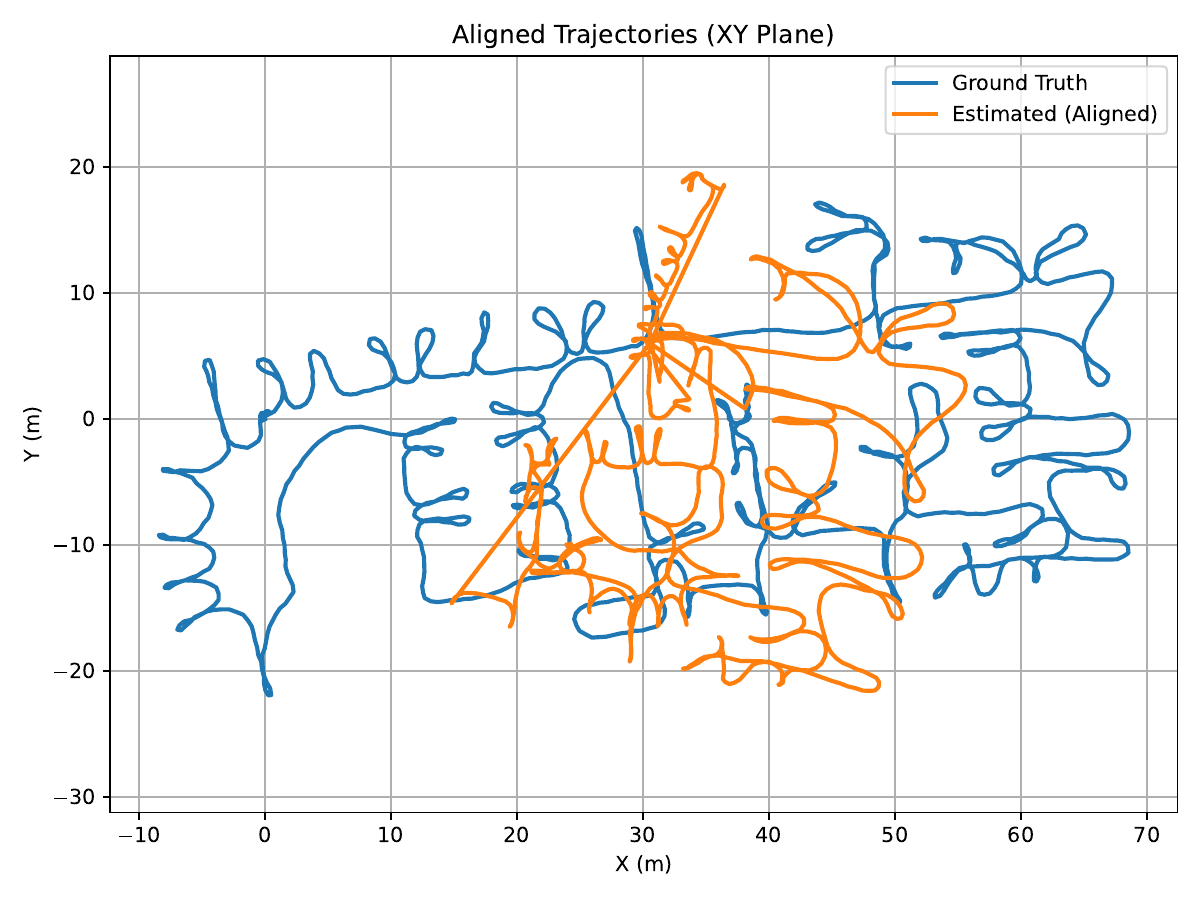 Aligned Trajectories (XY Plane)
Ground Truth
Estimated (Aligned)
20
10
0
−10
−20
−30
Y (m)
−10 0 10 20 30 40 50 60 70
X (m)